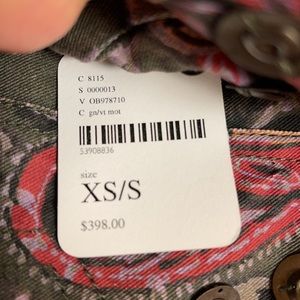 C 8115
S 0000013
V OB978710
C gn/vt mot
53908836
size
XS/S
$398.00